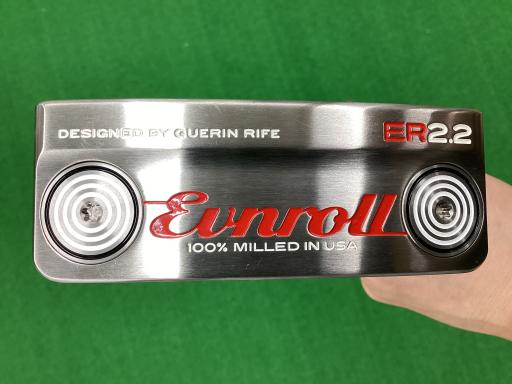 DESIGNED BY GUERIN RIFE
ER2.2
Evnroll
100% MILLED IN USA